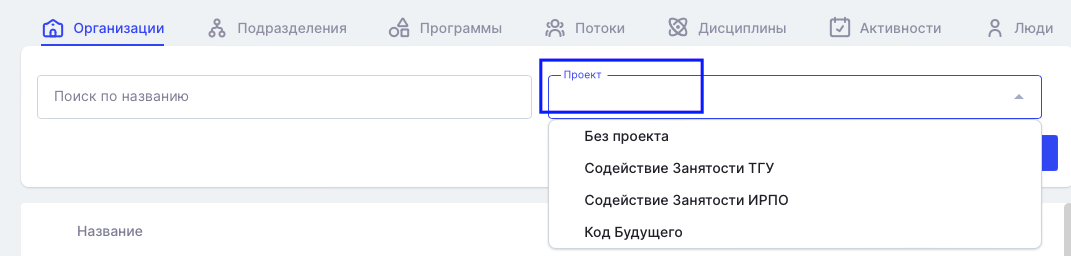 Организации Подразделения Программы Потоки Дисциплины Активности Люди
Проект
Поиск по названию
Без проекта
Содействие Занятости ТГУ
Содействие Занятости ИРПО
Код Будущего
Название